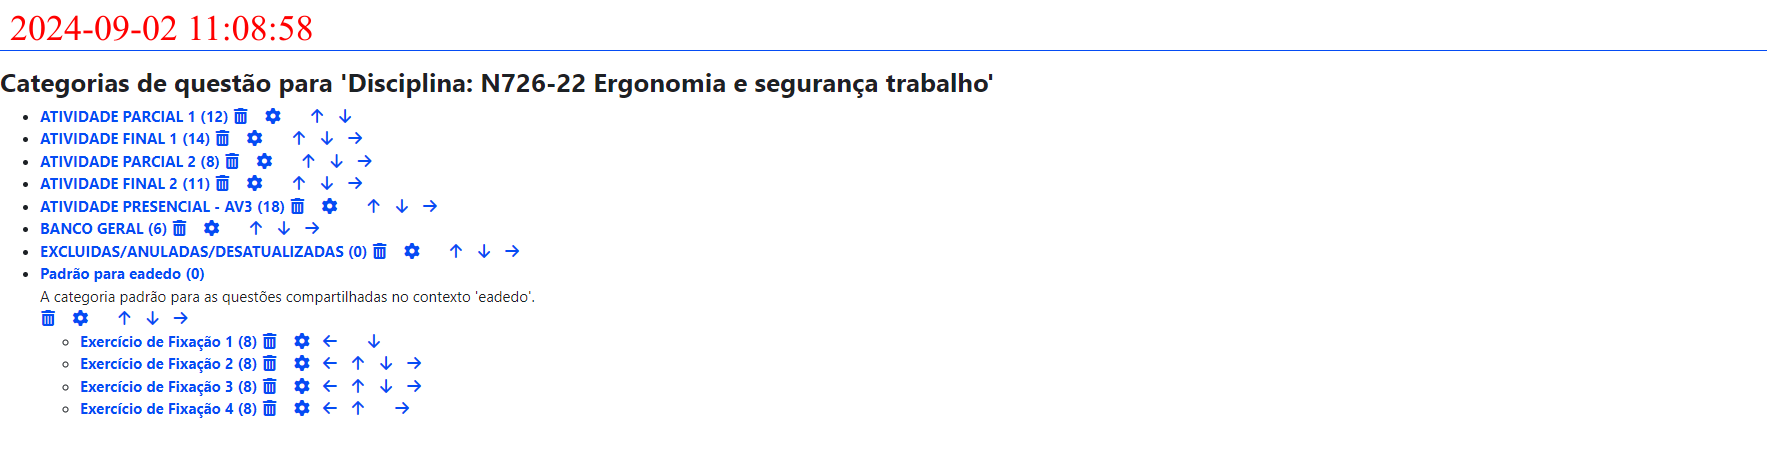 2024-09-02 11:08:58
Categorias de questão para 'Disciplina: N726-22 Ergonomia e segurança trabalho'
ATIVIDADE PARCIAL 1 (12)
ATIVIDADE FINAL 1 (14)
ATIVIDADE PARCIAL 2 (8)
ATIVIDADE FINAL 2 (11)
ATIVIDADE PRESENCIAL - AV3 (18)
BANCO GERAL (6)
EXCLUIDAS/ANULADAS/DESATUALIZADAS (0)
Padrão para eadedo (0)
A categoria padrão para as questões compartilhadas no contexto 'eadedo'.
Exercício de Fixação 1 (8)
Exercício de Fixação 2 (8)
Exercício de Fixação 3 (8)
Exercício de Fixação 4 (8)